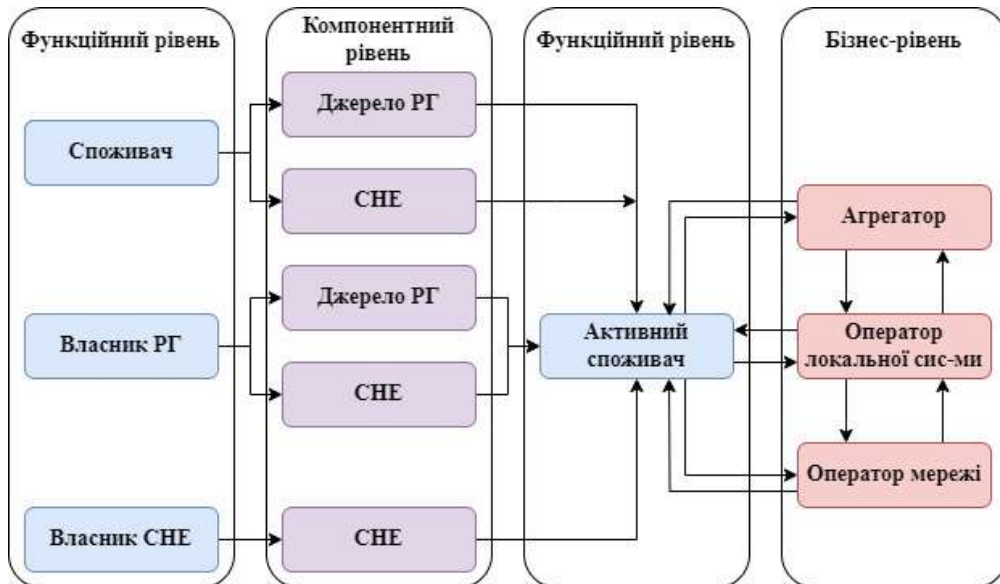 Функційний рівень
Споживач
Власник РГ
Власник СНЕ
Компонентний
рівень
Джерело РГ
СНЕ
Джерело РГ
СНЕ
СНЕ
Функційний рівень
Активний
споживач
Бізнес-рівень
Агрегатор
Оператор
локальної сис-ми
Оператор мережі